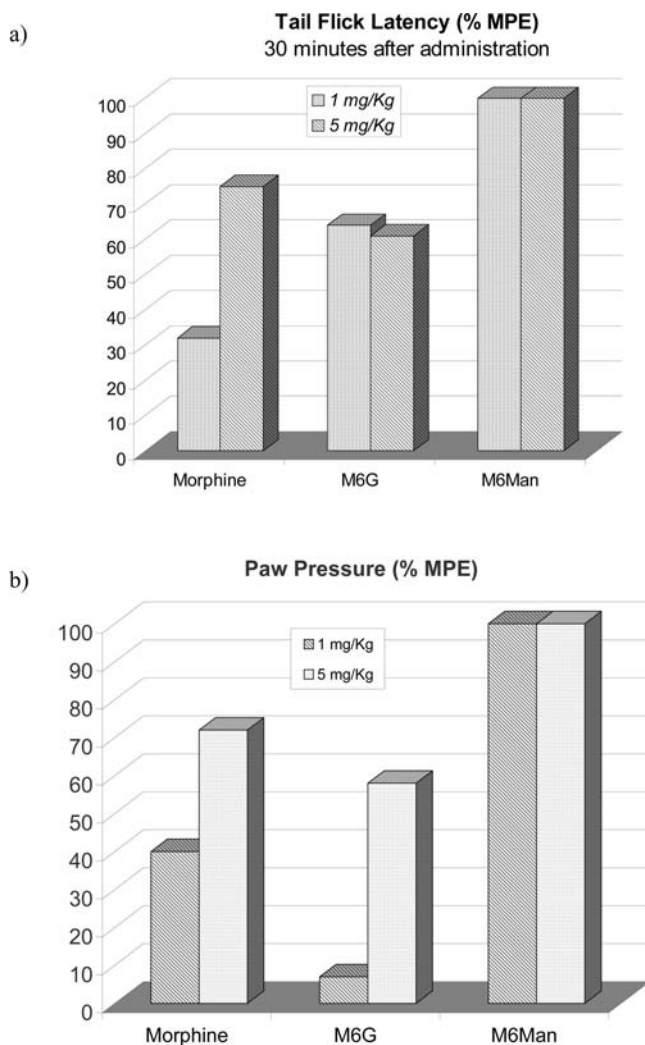 a)
Tail Flick Latency (% MPE)
30 minutes after administration
1 mg/Kg
5 mg/Kg
100
90
80
70
60
50
40
30
20
10
0
Morphine M6G M6Man
b)
Paw Pressure (% MPE)
1 mg/Kg
5 mg/Kg
100
90
80
70
60
50
40
30
20
10
0
Morphine M6G M6Man